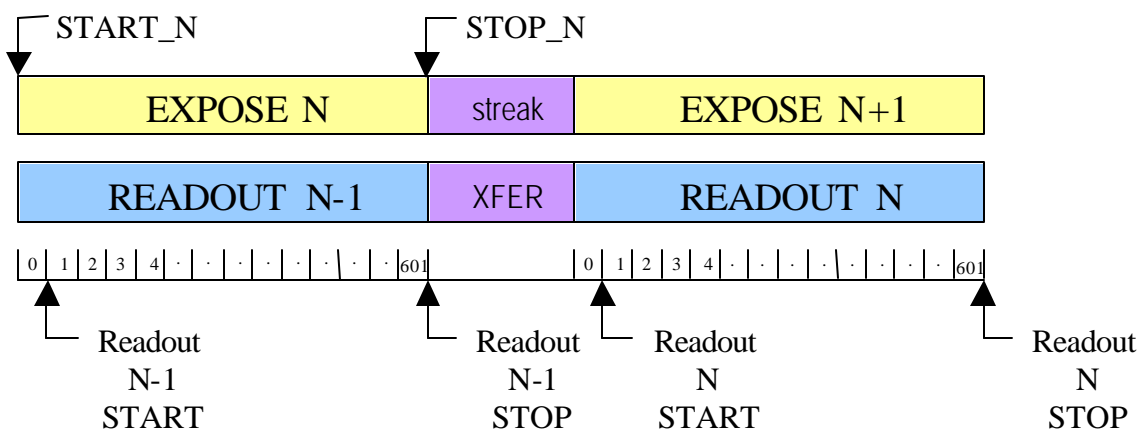 START_N STOP_N
EXPOSE N streak EXPOSE N+1
READOUT N-1 XFER READOUT N
0 1 2 3 4 · · · · · · · · 601 0 1 2 3 4 · · · · · · · · 601
Readout Readout Readout Readout
N-1 N-1 N N
START STOP START STOP